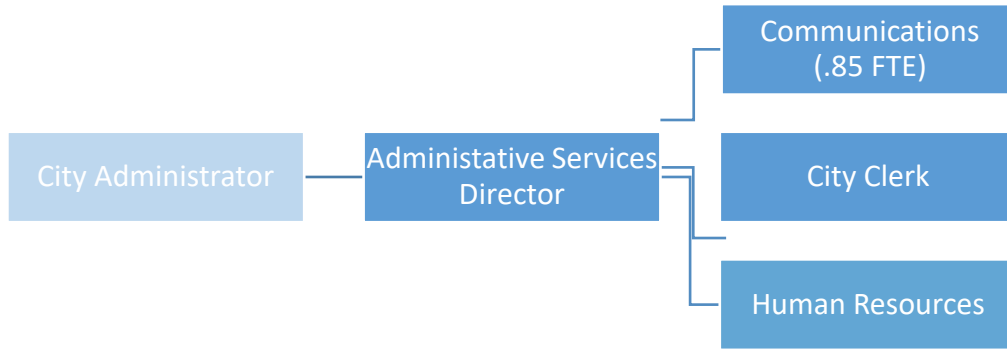 City Administrator
Administative Services
Director
Communications
(.85 FTE)
City Clerk
Human Resources